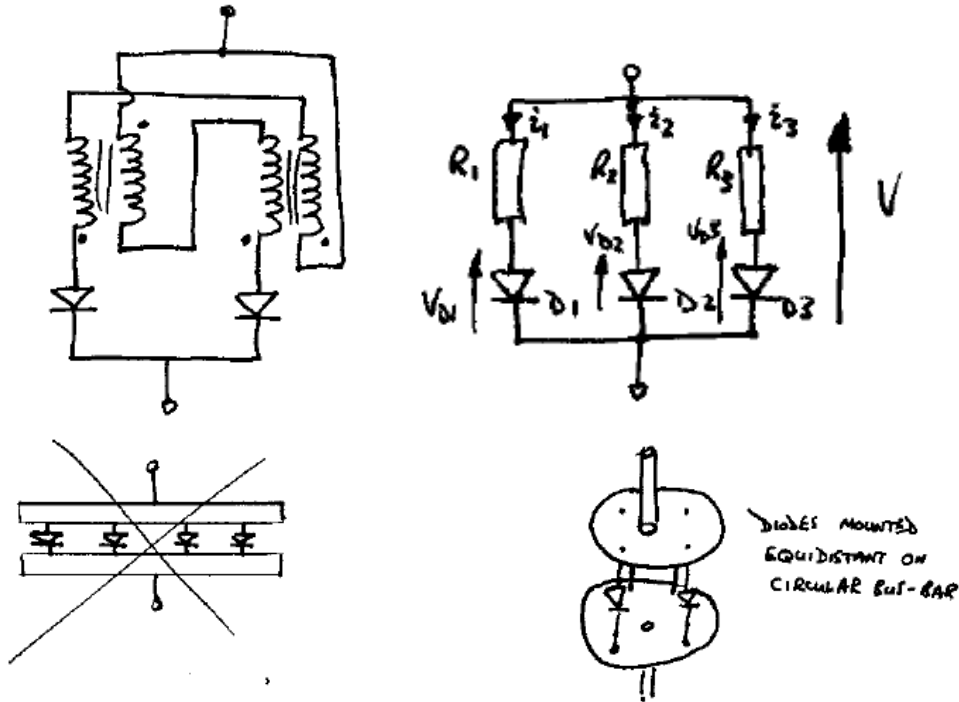 i1 i2 i3
R1 R2 R3 V
VD2 VD3
VD1 D1 D2 D3
DIODES MOUNTED
EQUIDISTANT ON
CIRCULAR BUS-BAR